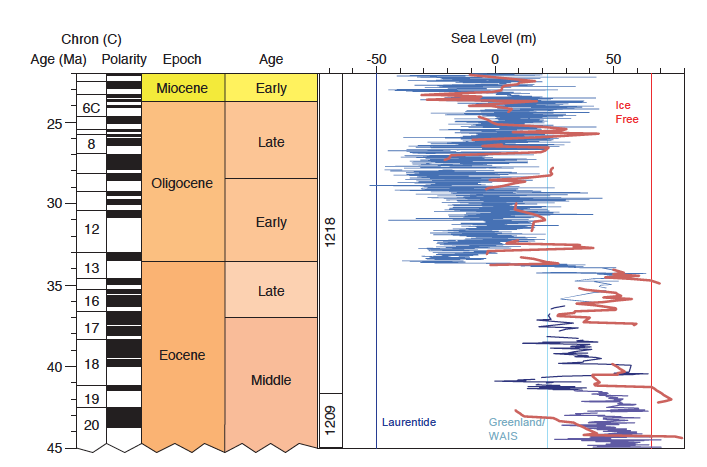 Chron (C)
Age (Ma) Polarity Epoch Age
Sea Level (m)
-50 0 50
Miocene Early
6C
25
8
Late
Oligocene
30
12
Early
1218
13
35
16
Late
17
Eocene
40
18
Middle
19
20
1209
45
Ice
Free
Laurentide
Greenland/
WAIS